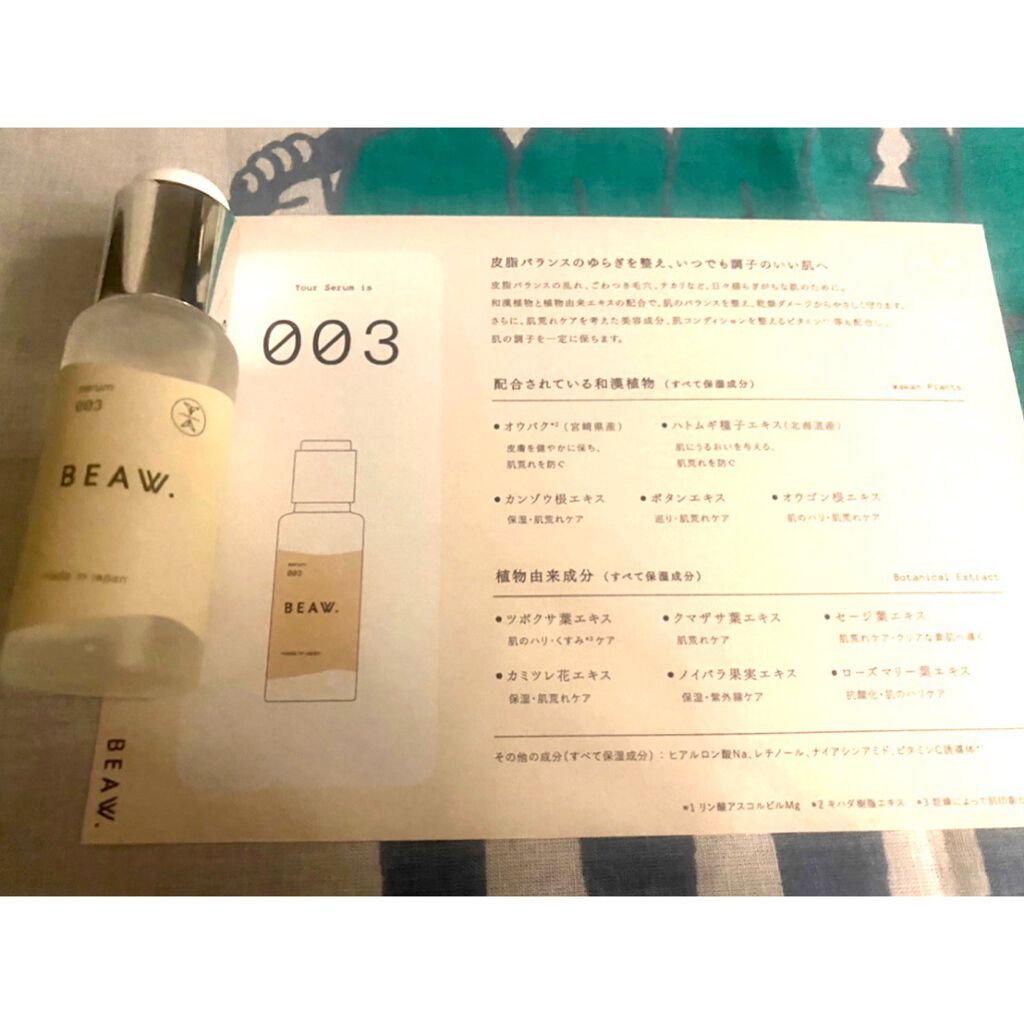 serum
003
BEAW.
made in japan
Your Serum is
003
serum
003
BEAW.
made in japan
BEAW.
皮脂バランスのゆらぎを整え、いつでも調子のいい肌へ
皮脂バランスの乱れ、ごわつき毛穴、テカリなど、日々揺らぎがちな肌のために。
和漢植物と植物由来エキスの配合で、肌のバランスを整え、乾燥ダメージからやさしく守ります。
さらに、肌荒れケアを考えた美容成分、肌コンディションを整えるビタミン 等も配合し、
肌の調子を一定に保ちます。
配合されている和漢植物 (すべて保湿成分) Wakan Plants
•オウバク*2 (宮崎県産) •ハトムギ種子エキス(北海道産)
皮膚を健やかに保ち、 肌にうるおいを与える、
肌荒れを防ぐ 肌荒れを防ぐ
•カンゾウ根エキス •ボタンエキス •オウゴン根エキス
保湿・肌荒れケア 巡り・肌荒れケア 肌のハリ・肌荒れケア
植物由来成分 (すべて保湿成分) Botanical Extract
•ツボクサ葉エキス •クマザサ葉エキス •セージ葉エキス
肌のハリ・くすみ*3ケア 肌荒れケア 肌荒れケア・クリアな素肌へ導く
•カミツレ花エキス •ノイバラ果実エキス •ローズマリー葉エキス
保湿・肌荒れケア 保湿・紫外線ケア 抗酸化・肌のハリケア
その他の成分(すべて保湿成分) : ヒアルロン酸Na、レチノール、ナイアシンアミド、ビタミンC誘導体*
*1 リン酸アスコルビルMg *2 キハダ樹脂エキス *3 乾燥によって肌印象が